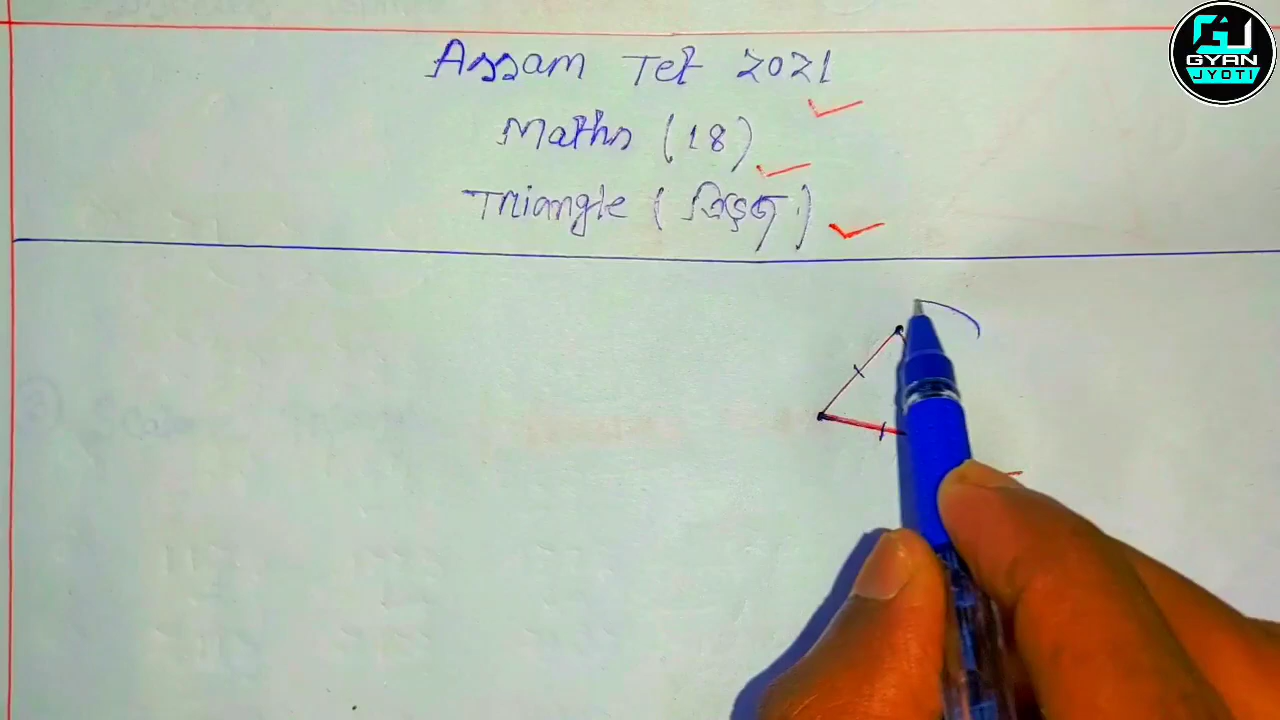 Assam Tet 2021
Maths (18)
Triangle (ত্রিভুজ)
GYAN
JYOTI